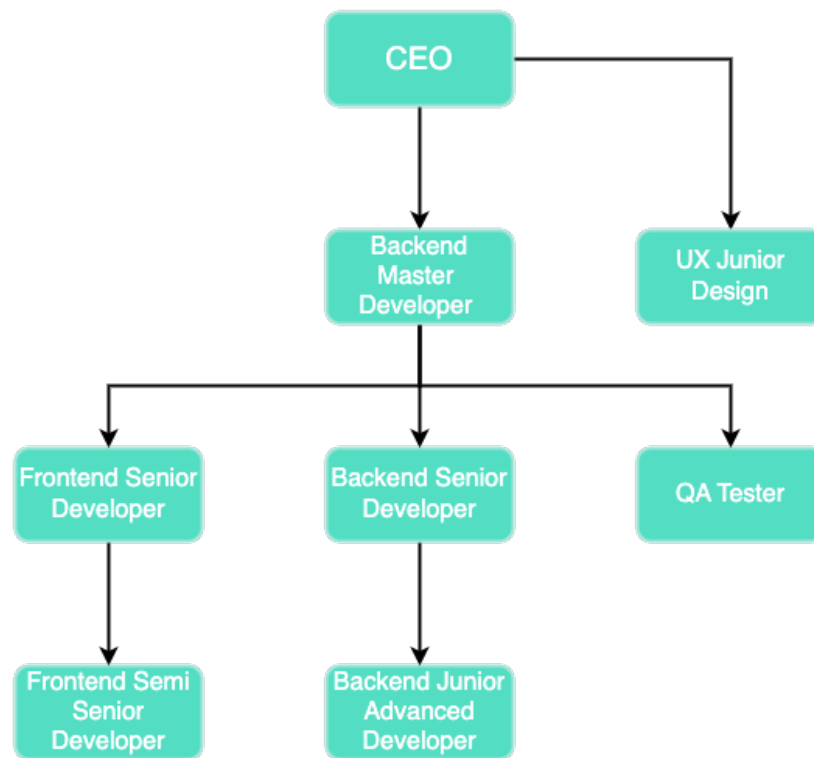 CEO
Backend
Master
Developer
UX Junior
Design
Frontend Senior
Developer
Backend Senior
Developer
QA Tester
Frontend Semi
Senior
Developer
Backend Junior
Advanced
Developer